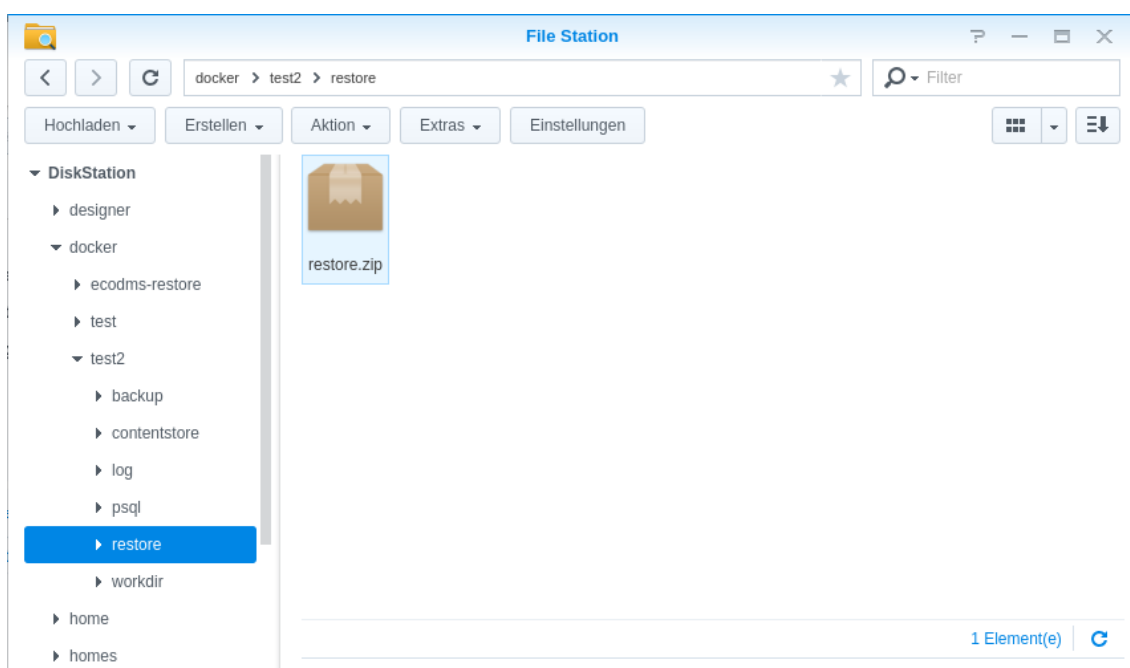 File Station
docker > test2 > restore
Filter
Hochladen Erstellen Aktion Extras Einstellungen
DiskStation
designer
docker
ecodms-restore
test
test2
backup
contentstore
log
psql
restore
workdir
home
homes
restore.zip
1 Element(e)